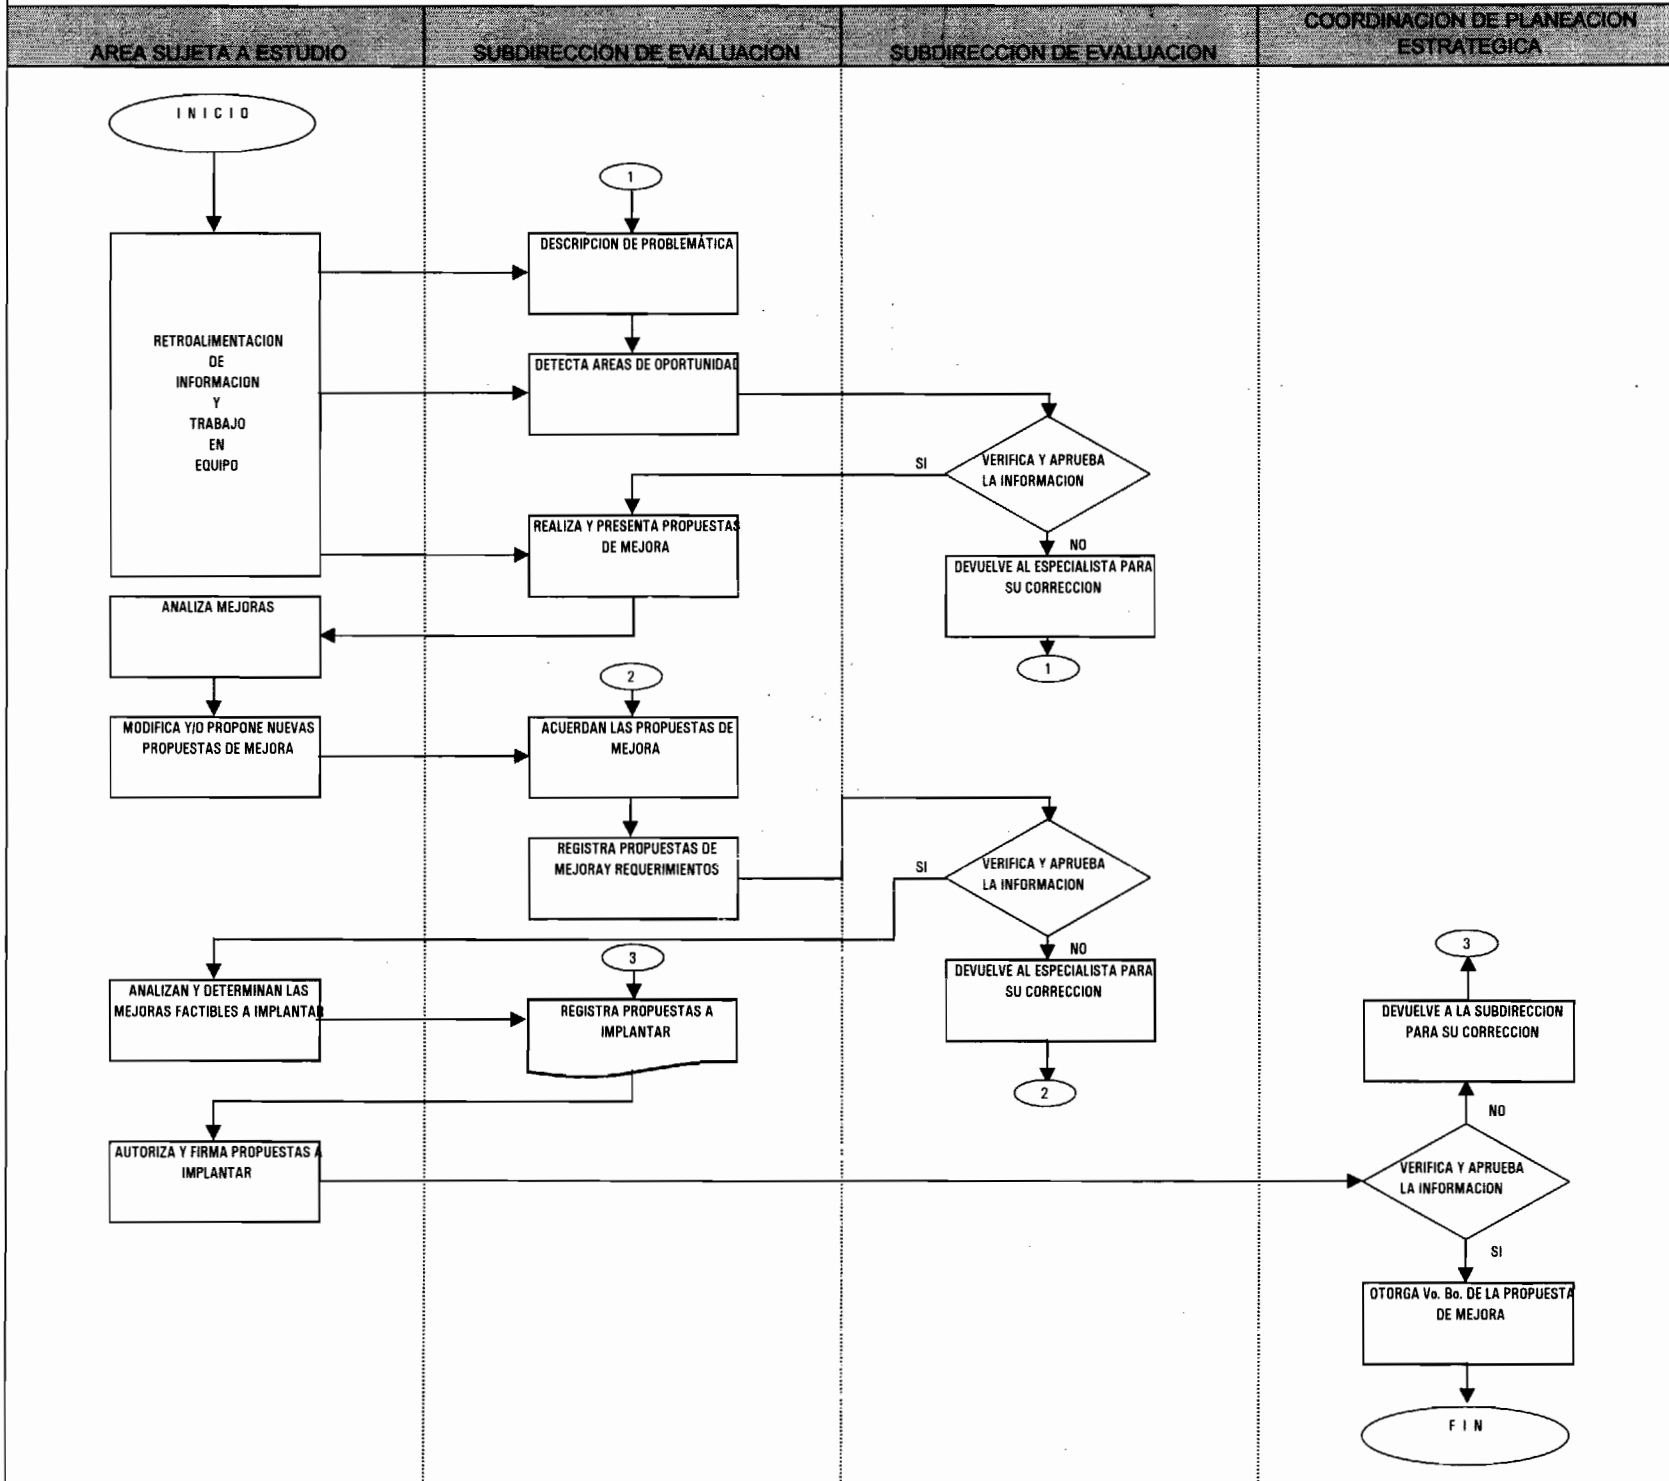 AREA SUJETA A ESTUDIO
SUBDIRECCION DE EVALUACION
SUBDIRECCION DE EVALUACION
COORDINACION DE PLANEACION
ESTRATEGICA
I N I C I O
1
RETROALIMENTACION
DE
INFORMACION
Y
TRABAJO
EN
EQUIPO
DESCRIPCION DE PROBLEMÁTICA
DETECTA AREAS DE OPORTUNIDAD
VERIFICA Y APRUEBA
LA INFORMACION
SI
NO
REALIZA Y PRESENTA PROPUESTAS
DE MEJORA
DEVUELVE AL ESPECIALISTA PARA
SU CORRECCION
1
ANALIZA MEJORAS
2
MODIFICA Y/O PROPONE NUEVAS
PROPUESTAS DE MEJORA
ACUERDAN LAS PROPUESTAS DE
MEJORA
REGISTRA PROPUESTAS DE
MEJORAY REQUERIMIENTOS
VERIFICA Y APRUEBA
LA INFORMACION
SI
NO
DEVUELVE AL ESPECIALISTA PARA
SU CORRECCION
2
ANALIZAN Y DETERMINAN LAS
MEJORAS FACTIBLES A IMPLANTAR
3
REGISTRA PROPUESTAS A
IMPLANTAR
AUTORIZA Y FIRMA PROPUESTAS A
IMPLANTAR
3
DEVUELVE A LA SUBDIRECCION
PARA SU CORRECCION
NO
VERIFICA Y APRUEBA
LA INFORMACION
SI
OTORGA Vo. Bo. DE LA PROPUESTA
DE MEJORA
F I N